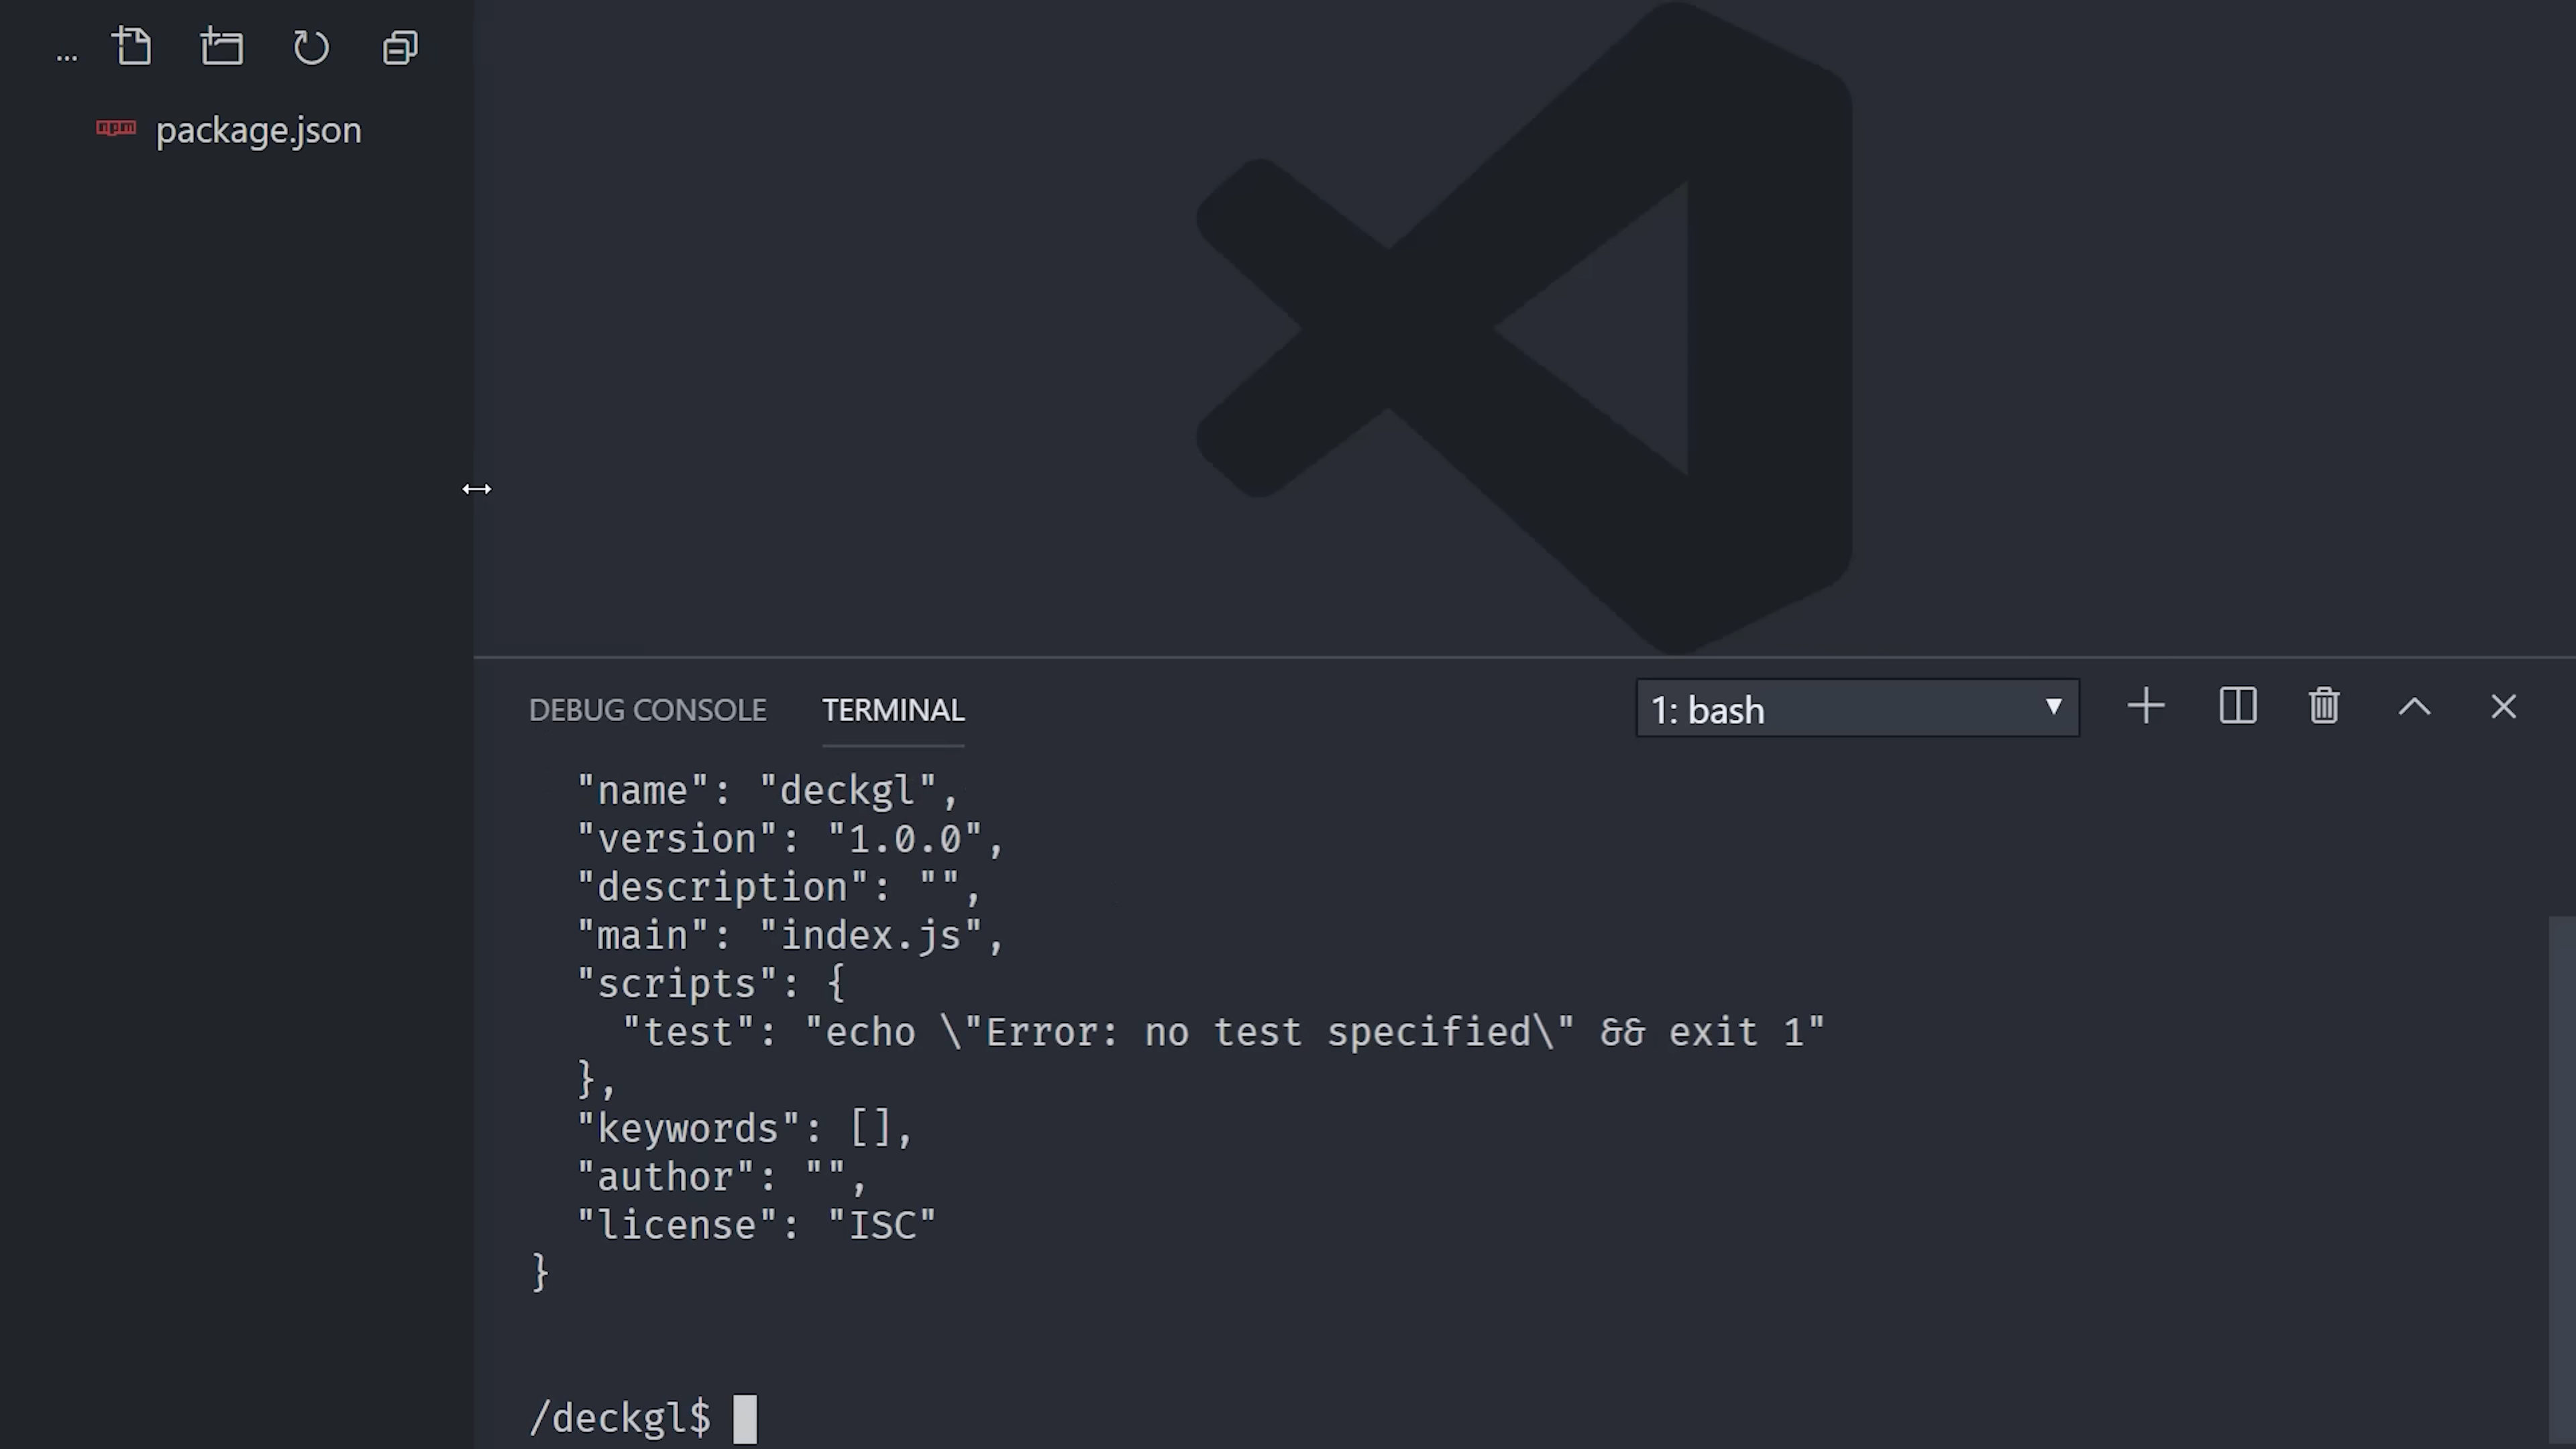 ...
npm package.json
DEBUG CONSOLE TERMINAL 1: bash
"name": "deckgl",
"version": "1.0.0",
"description": "",
"main": "index.js",
"scripts": {
"test": "echo \"Error: no test specified\" && exit 1"
},
"keywords": [],
"author": "",
"license": "ISC"
}
/deckgl$